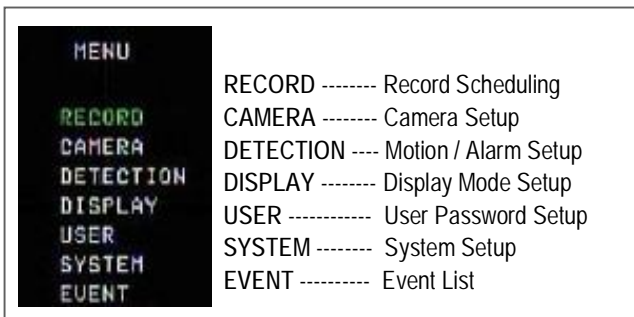 MENU
RECORD
CAMERA
DETECTION
DISPLAY
USER
SYSTEM
EVENT
RECORD -------- Record Scheduling
CAMERA -------- Camera Setup
DETECTION ---- Motion / Alarm Setup
DISPLAY -------- Display Mode Setup
USER ------------ User Password Setup
SYSTEM -------- System Setup
EVENT ---------- Event List